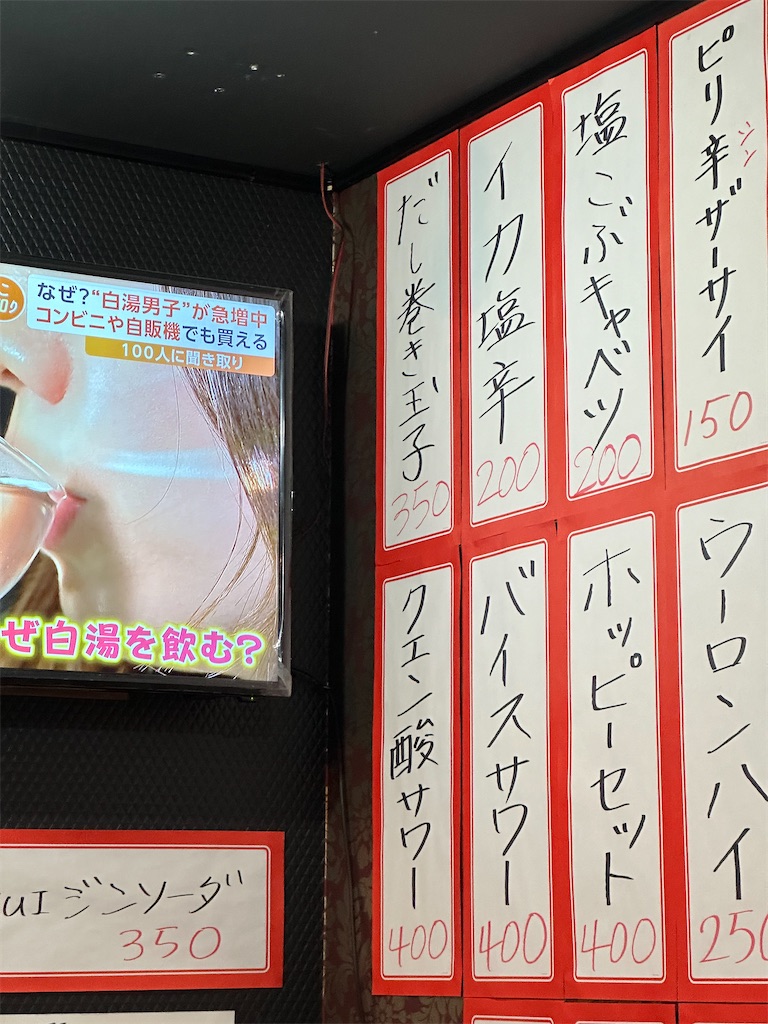 なぜ?“白湯男子”が急増中
コンビニや自販機でも買える
100人に聞き取り
ぜ白湯を飲む?
ピリ辛ザーサイ
シン
150
塩こぶキャベツ
200
イカ塩辛
200
だし巻き玉子
350
ウーロンハイ
250
ホッピーセット
400
バイスサワー
400
クエン酸サワー
400
UIジンソーダ
350